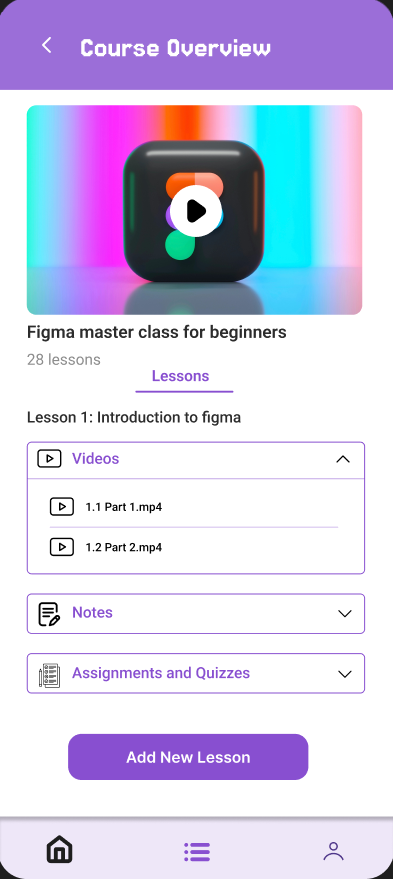 Course Overview
Figma master class for beginners
28 lessons
Lessons
Lesson 1: Introduction to figma
Videos
1.1 Part 1.mp4
1.2 Part 2.mp4
Notes
Assignments and Quizzes
Add New Lesson